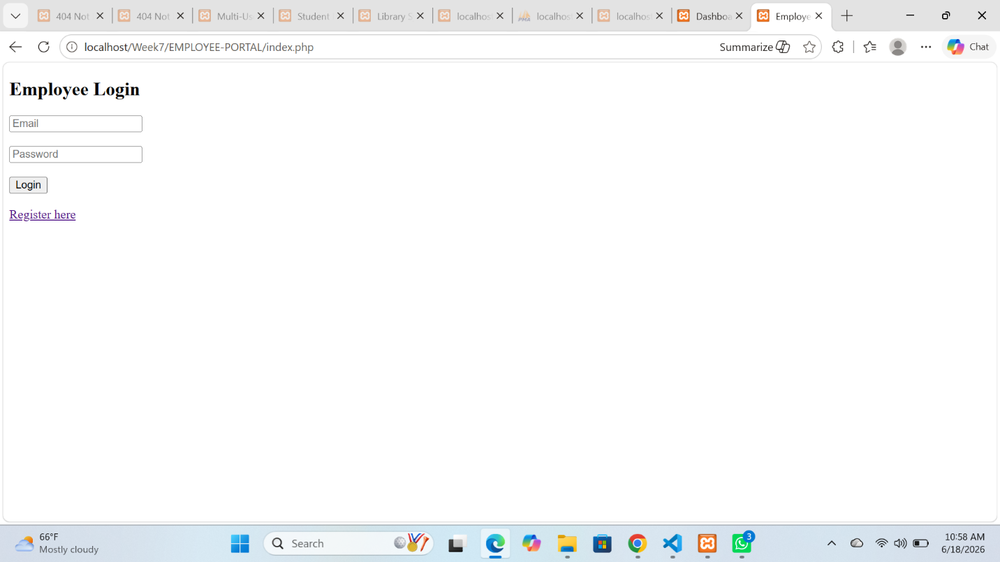 404 Not
404 Not
Multi-Us
Student
Library S
localhost
PMA
localhost
localhost
Dashboa
Employe
localhost/Week7/EMPLOYEE-PORTAL/index.php
Summarize
Chat
Employee Login
Email
Password
Login
Register here
66°F
Mostly cloudy
Search
3
10:58 AM
6/18/2026